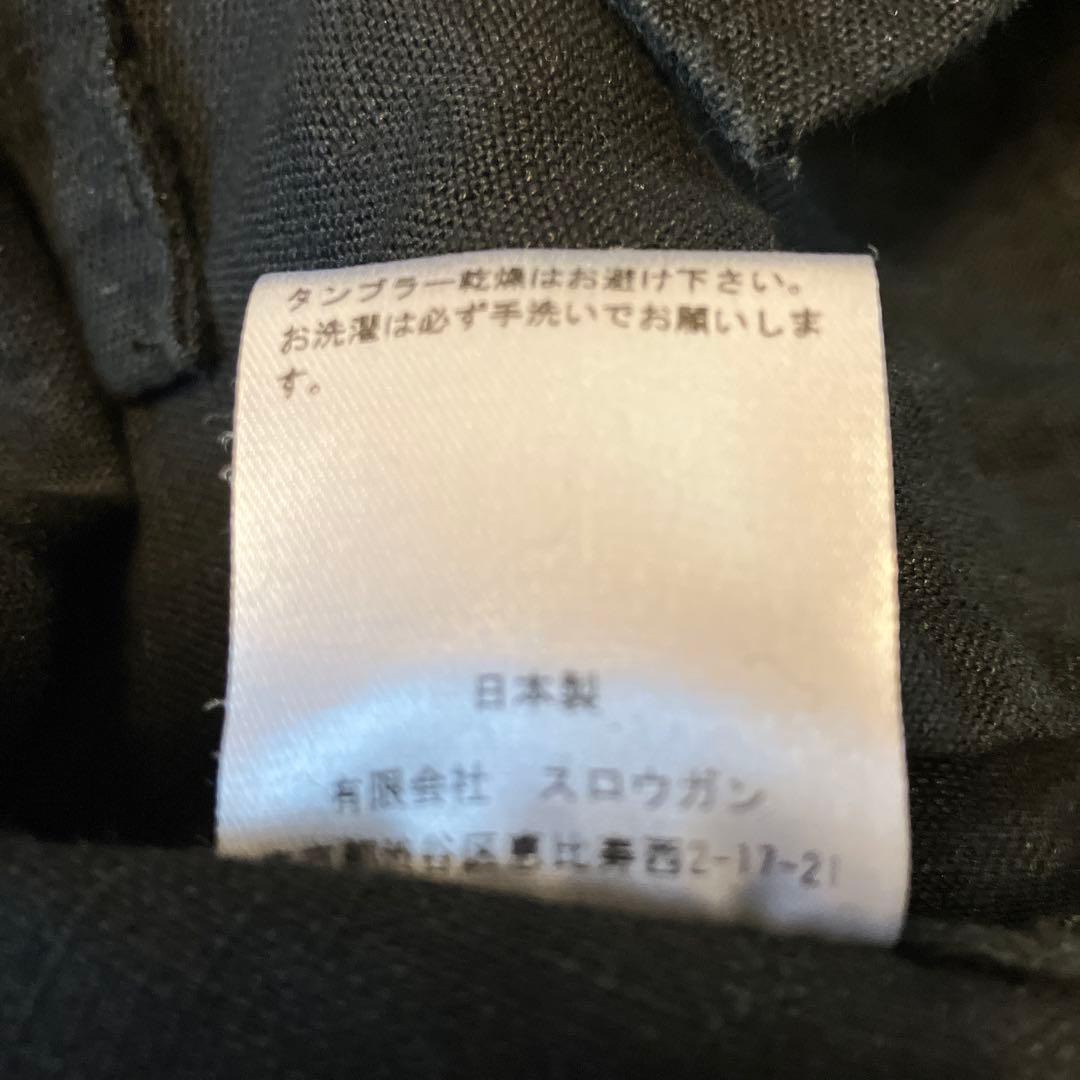 タンブラー乾燥はお避け下さい。
お洗濯は必ず手洗いでお願いしま
す。
日本製
有限会社 スロウガン
渋谷区恵比寿西2-17-21